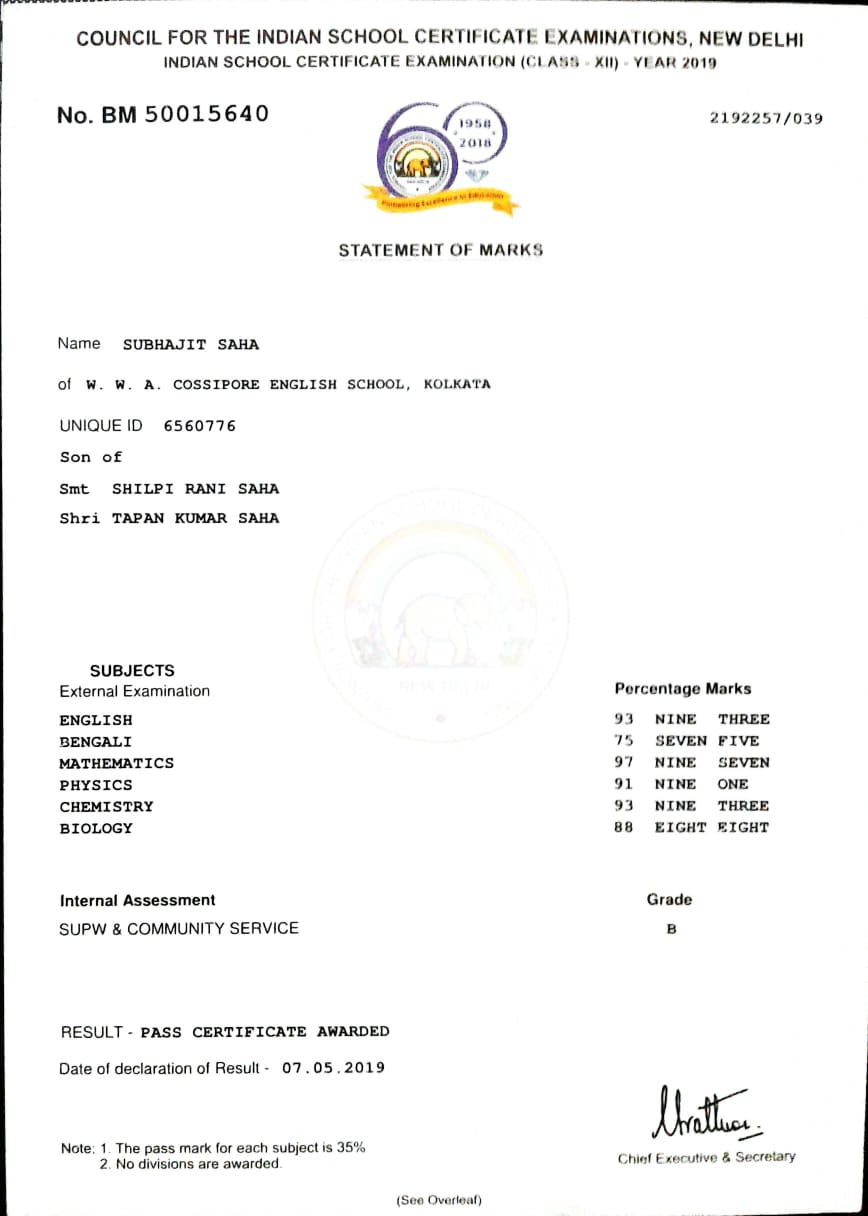 COUNCIL FOR THE INDIAN SCHOOL CERTIFICATE EXAMINATIONS, NEW DELHI
INDIAN SCHOOL CERTIFICATE EXAMINATION (CLASS - XII) - YEAR 2019
No. BM 50015640
2192257/039
1958
2018
Pioneering Excellence in Education
STATEMENT OF MARKS
Name SUBHAJIT SAHA
of W. W. A. COSSIPORE ENGLISH SCHOOL, KOLKATA
UNIQUE ID 6560776
Son of
Smt SHILPI RANI SAHA
Shri TAPAN KUMAR SAHA
NEW DELHI
SUBJECTS
External Examination Percentage Marks
ENGLISH 93 NINE THREE
BENGALI 75 SEVEN FIVE
MATHEMATICS 97 NINE SEVEN
PHYSICS 91 NINE ONE
CHEMISTRY 93 NINE THREE
BIOLOGY 88 EIGHT EIGHT
Internal Assessment Grade
SUPW & COMMUNITY SERVICE B
RESULT - PASS CERTIFICATE AWARDED
Date of declaration of Result - 07.05.2019
Note: 1. The pass mark for each subject is 35%
2. No divisions are awarded.
Chief Executive & Secretary
(See Overleaf)